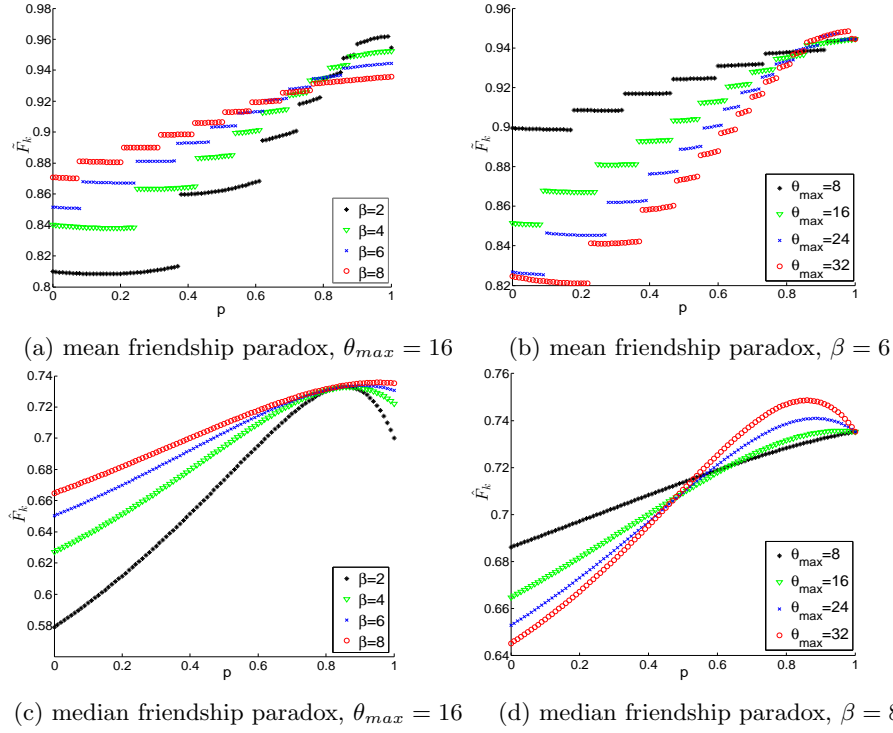 0.98
0.96
0.94
0.92
0.9
0.88
0.86
0.84
0.82
0.8
0 0.2 0.4 0.6 0.8 1
F̃k
p
β=2
β=4
β=6
β=8
(a) mean friendship paradox, θmax = 16
0.96
0.94
0.92
0.9
0.88
0.86
0.84
0.82
0 0.2 0.4 0.6 0.8 1
F̃k
p
θmax=8
θmax=16
θmax=24
θmax=32
(b) mean friendship paradox, β = 6
0.74
0.72
0.7
0.68
0.66
0.64
0.62
0.6
0.58
0 0.2 0.4 0.6 0.8 1
F̂k
p
β=2
β=4
β=6
β=8
(c) median friendship paradox, θmax = 16
0.76
0.74
0.72
0.7
0.68
0.66
0.64
0 0.2 0.4 0.6 0.8 1
F̂k
p
θmax=8
θmax=16
θmax=24
θmax=32
(d) median friendship paradox, β = 8